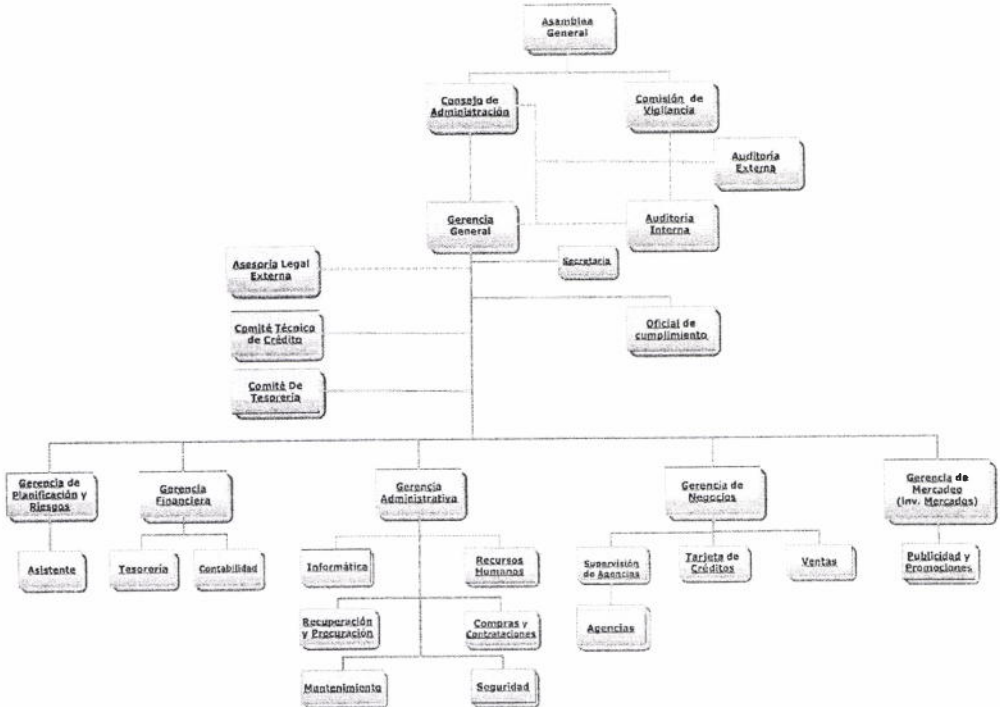 Asamblea
General
Consejo de
Administración
Comisión de
Vigilancia
Auditoría
Externa
Gerencia
General
Auditoría
Interna
Secretaria
Asesoría Legal
Externa
Oficial de
cumplimiento
Comité Técnico
de Crédito
Comité De
Tesorería
Gerencia de
Planificación y
Riesgos
Gerencia
Financiera
Gerencia
Administrativa
Gerencia de
Negocios
Gerencia de
Mercadeo
(Inv. Mercados)
Asistente
Tesorería
Contabilidad
Informática
Recursos
Humanos
Supervisión
de Agencias
Tarjeta de
Créditos
Ventas
Publicidad y
Promociones
Recuperación
y Procuración
Compras y
Contrataciones
Agencias
Mantenimiento
Seguridad